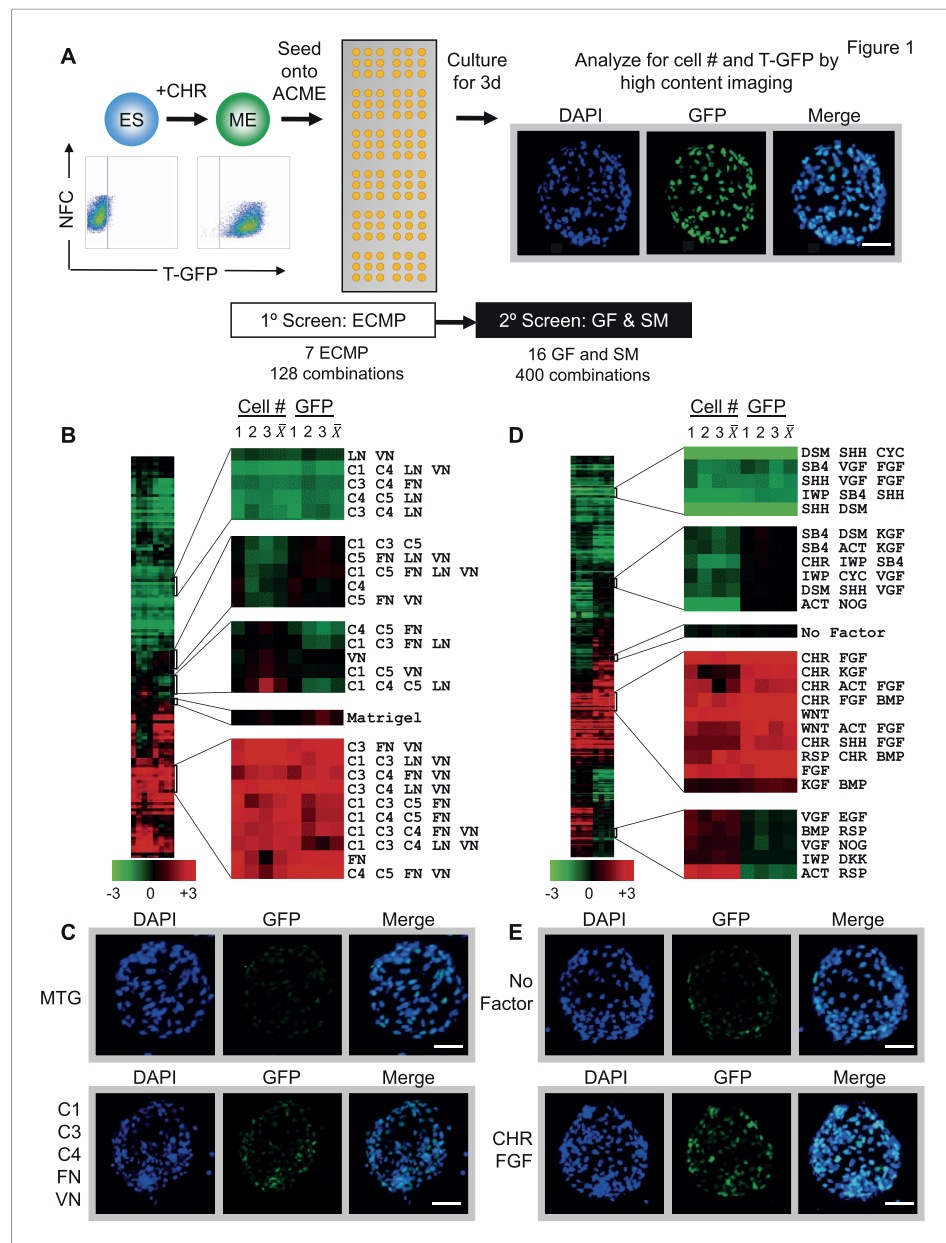 Figure 1
A
ES
+CHR
ME
Seed
onto
ACME
Culture
for 3d
Analyze for cell # and T-GFP by
high content imaging
DAPI GFP Merge
NFC
T-GFP
1º Screen: ECMP
7 ECMP
128 combinations
2º Screen: GF & SM
16 GF and SM
400 combinations
B
Cell # GFP
1 2 3 X̄ 1 2 3 X̄
LN VN
C1 C4 LN VN
C3 C4 FN
C4 C5 LN
C3 C4 LN
C1 C3 C5
C5 FN LN VN
C1 C5 FN LN VN
C4
C5 FN VN
C4 C5 FN
C1 C3 FN LN
VN
C1 C5 VN
C1 C4 C5 LN
Matrigel
C3 FN VN
C1 C3 LN VN
C3 C4 FN VN
C3 C4 LN VN
C1 C3 C5 FN
C1 C4 C5 FN
C1 C3 C4 FN VN
C1 C3 C4 LN VN
FN
C4 C5 FN VN
-3 0 +3
D
Cell # GFP
1 2 3 X̄ 1 2 3 X̄
DSM SHH CYC
SB4 VGF FGF
SHH VGF FGF
IWP SB4 SHH
SHH DSM
SB4 DSM KGF
SB4 ACT KGF
CHR IWP SB4
IWP CYC VGF
DSM SHH VGF
ACT NOG
No Factor
CHR FGF
CHR KGF
CHR ACT FGF
CHR FGF BMP
WNT
WNT ACT FGF
CHR SHH FGF
RSP CHR BMP
FGF
KGF BMP
VGF EGF
BMP RSP
VGF NOG
IWP DKK
ACT RSP
-3 0 +3
C
DAPI GFP Merge
MTG
DAPI GFP Merge
C1
C3
C4
FN
VN
E
DAPI GFP Merge
No
Factor
DAPI GFP Merge
CHR
FGF